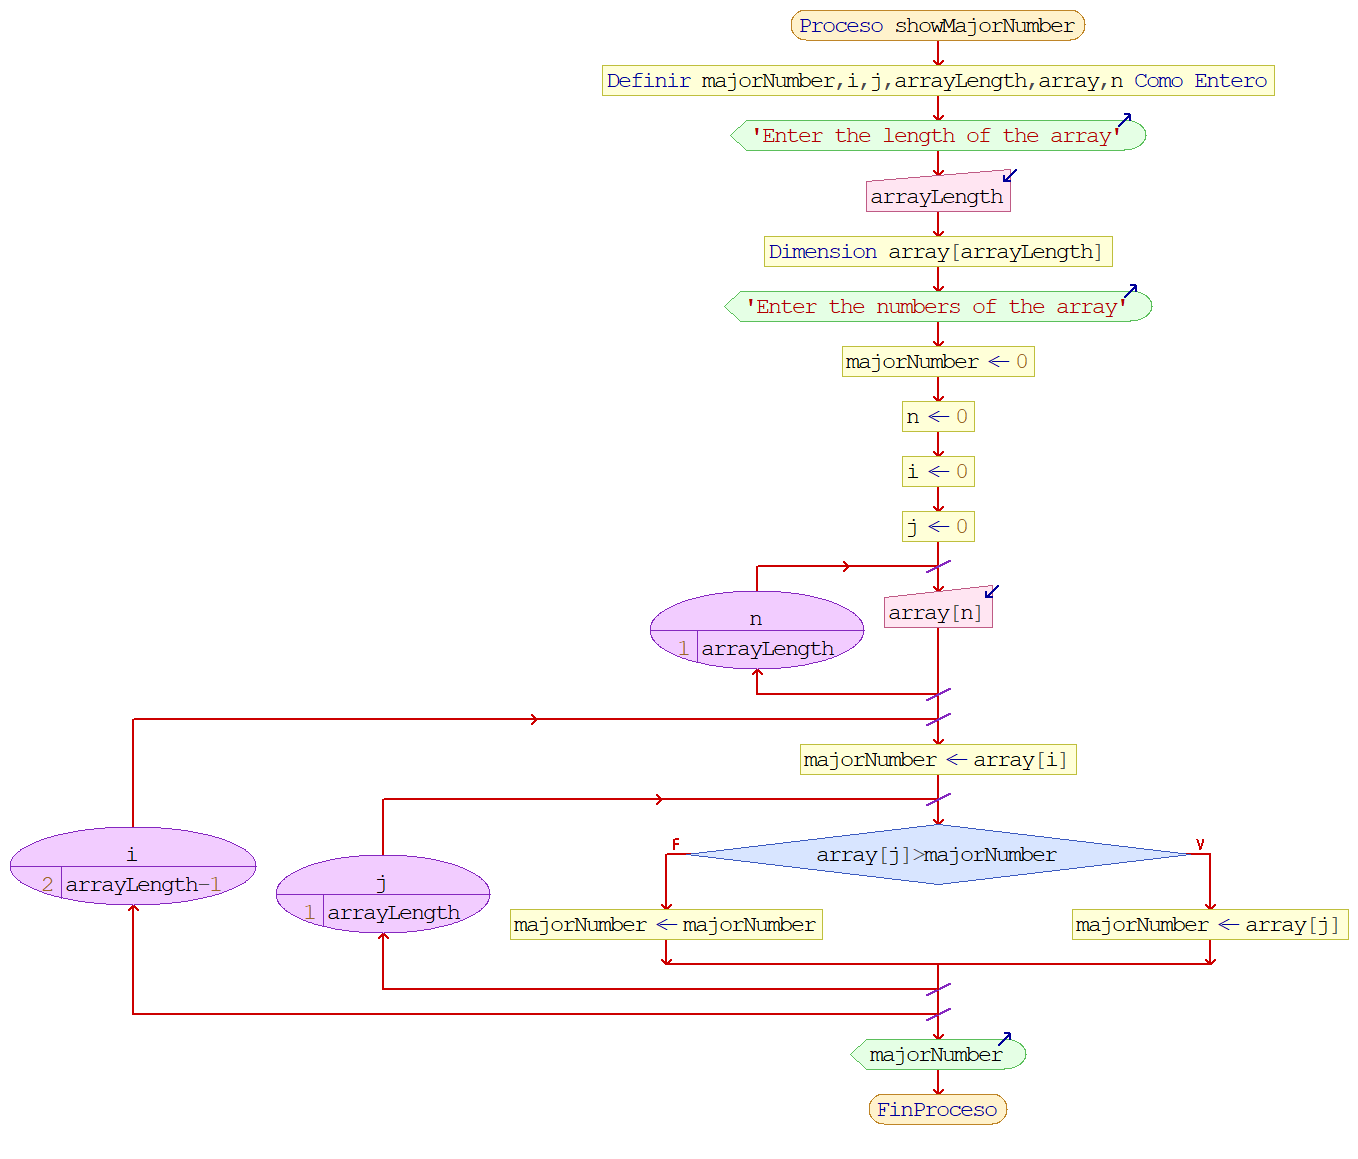 Proceso showMajorNumber
Definir majorNumber,i,j,arrayLength,array,n Como Entero
'Enter the length of the array'
arrayLength
Dimension array[arrayLength]
'Enter the numbers of the array'
majorNumber ← 0
n ← 0
i ← 0
j ← 0
n
1 arrayLength
array[n]
majorNumber ← array[i]
i
2 arrayLength-1
j
1 arrayLength
F
array[j]>majorNumber
V
majorNumber ← majorNumber
majorNumber ← array[j]
majorNumber
FinProceso